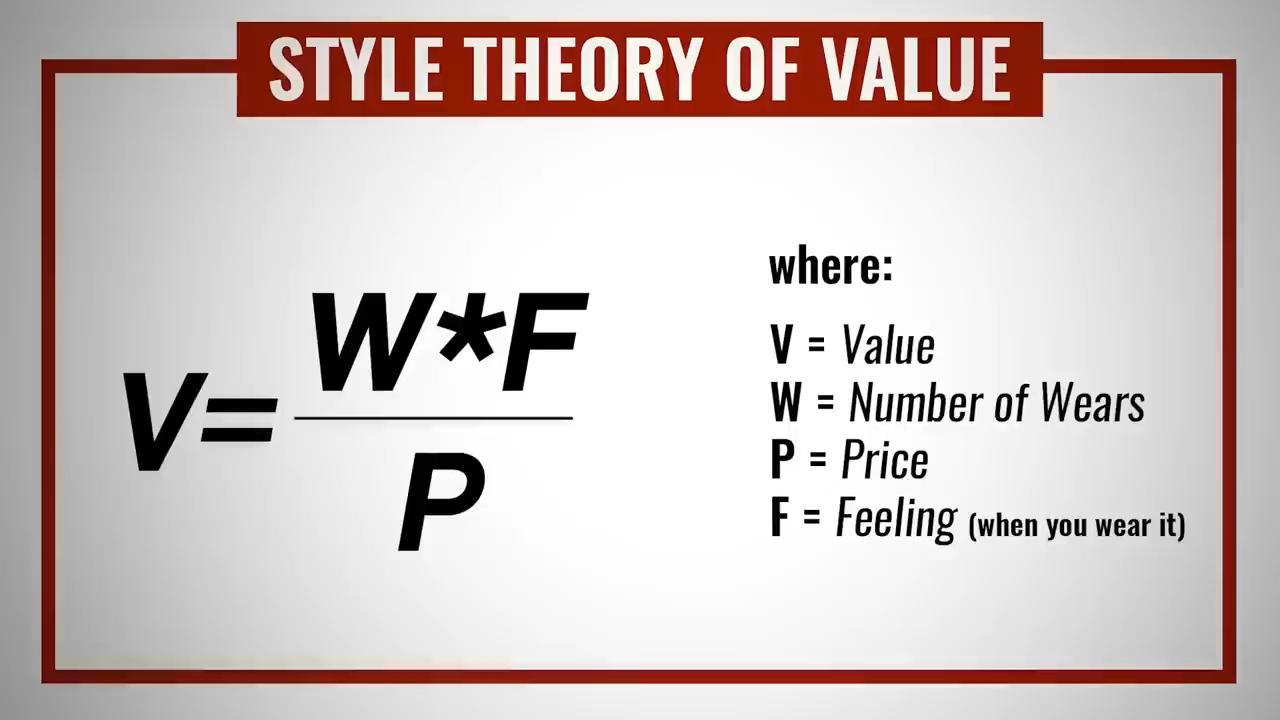 STYLE THEORY OF VALUE
V= W*F
P
where:
V = Value
W = Number of Wears
P = Price
F = Feeling (when you wear it)